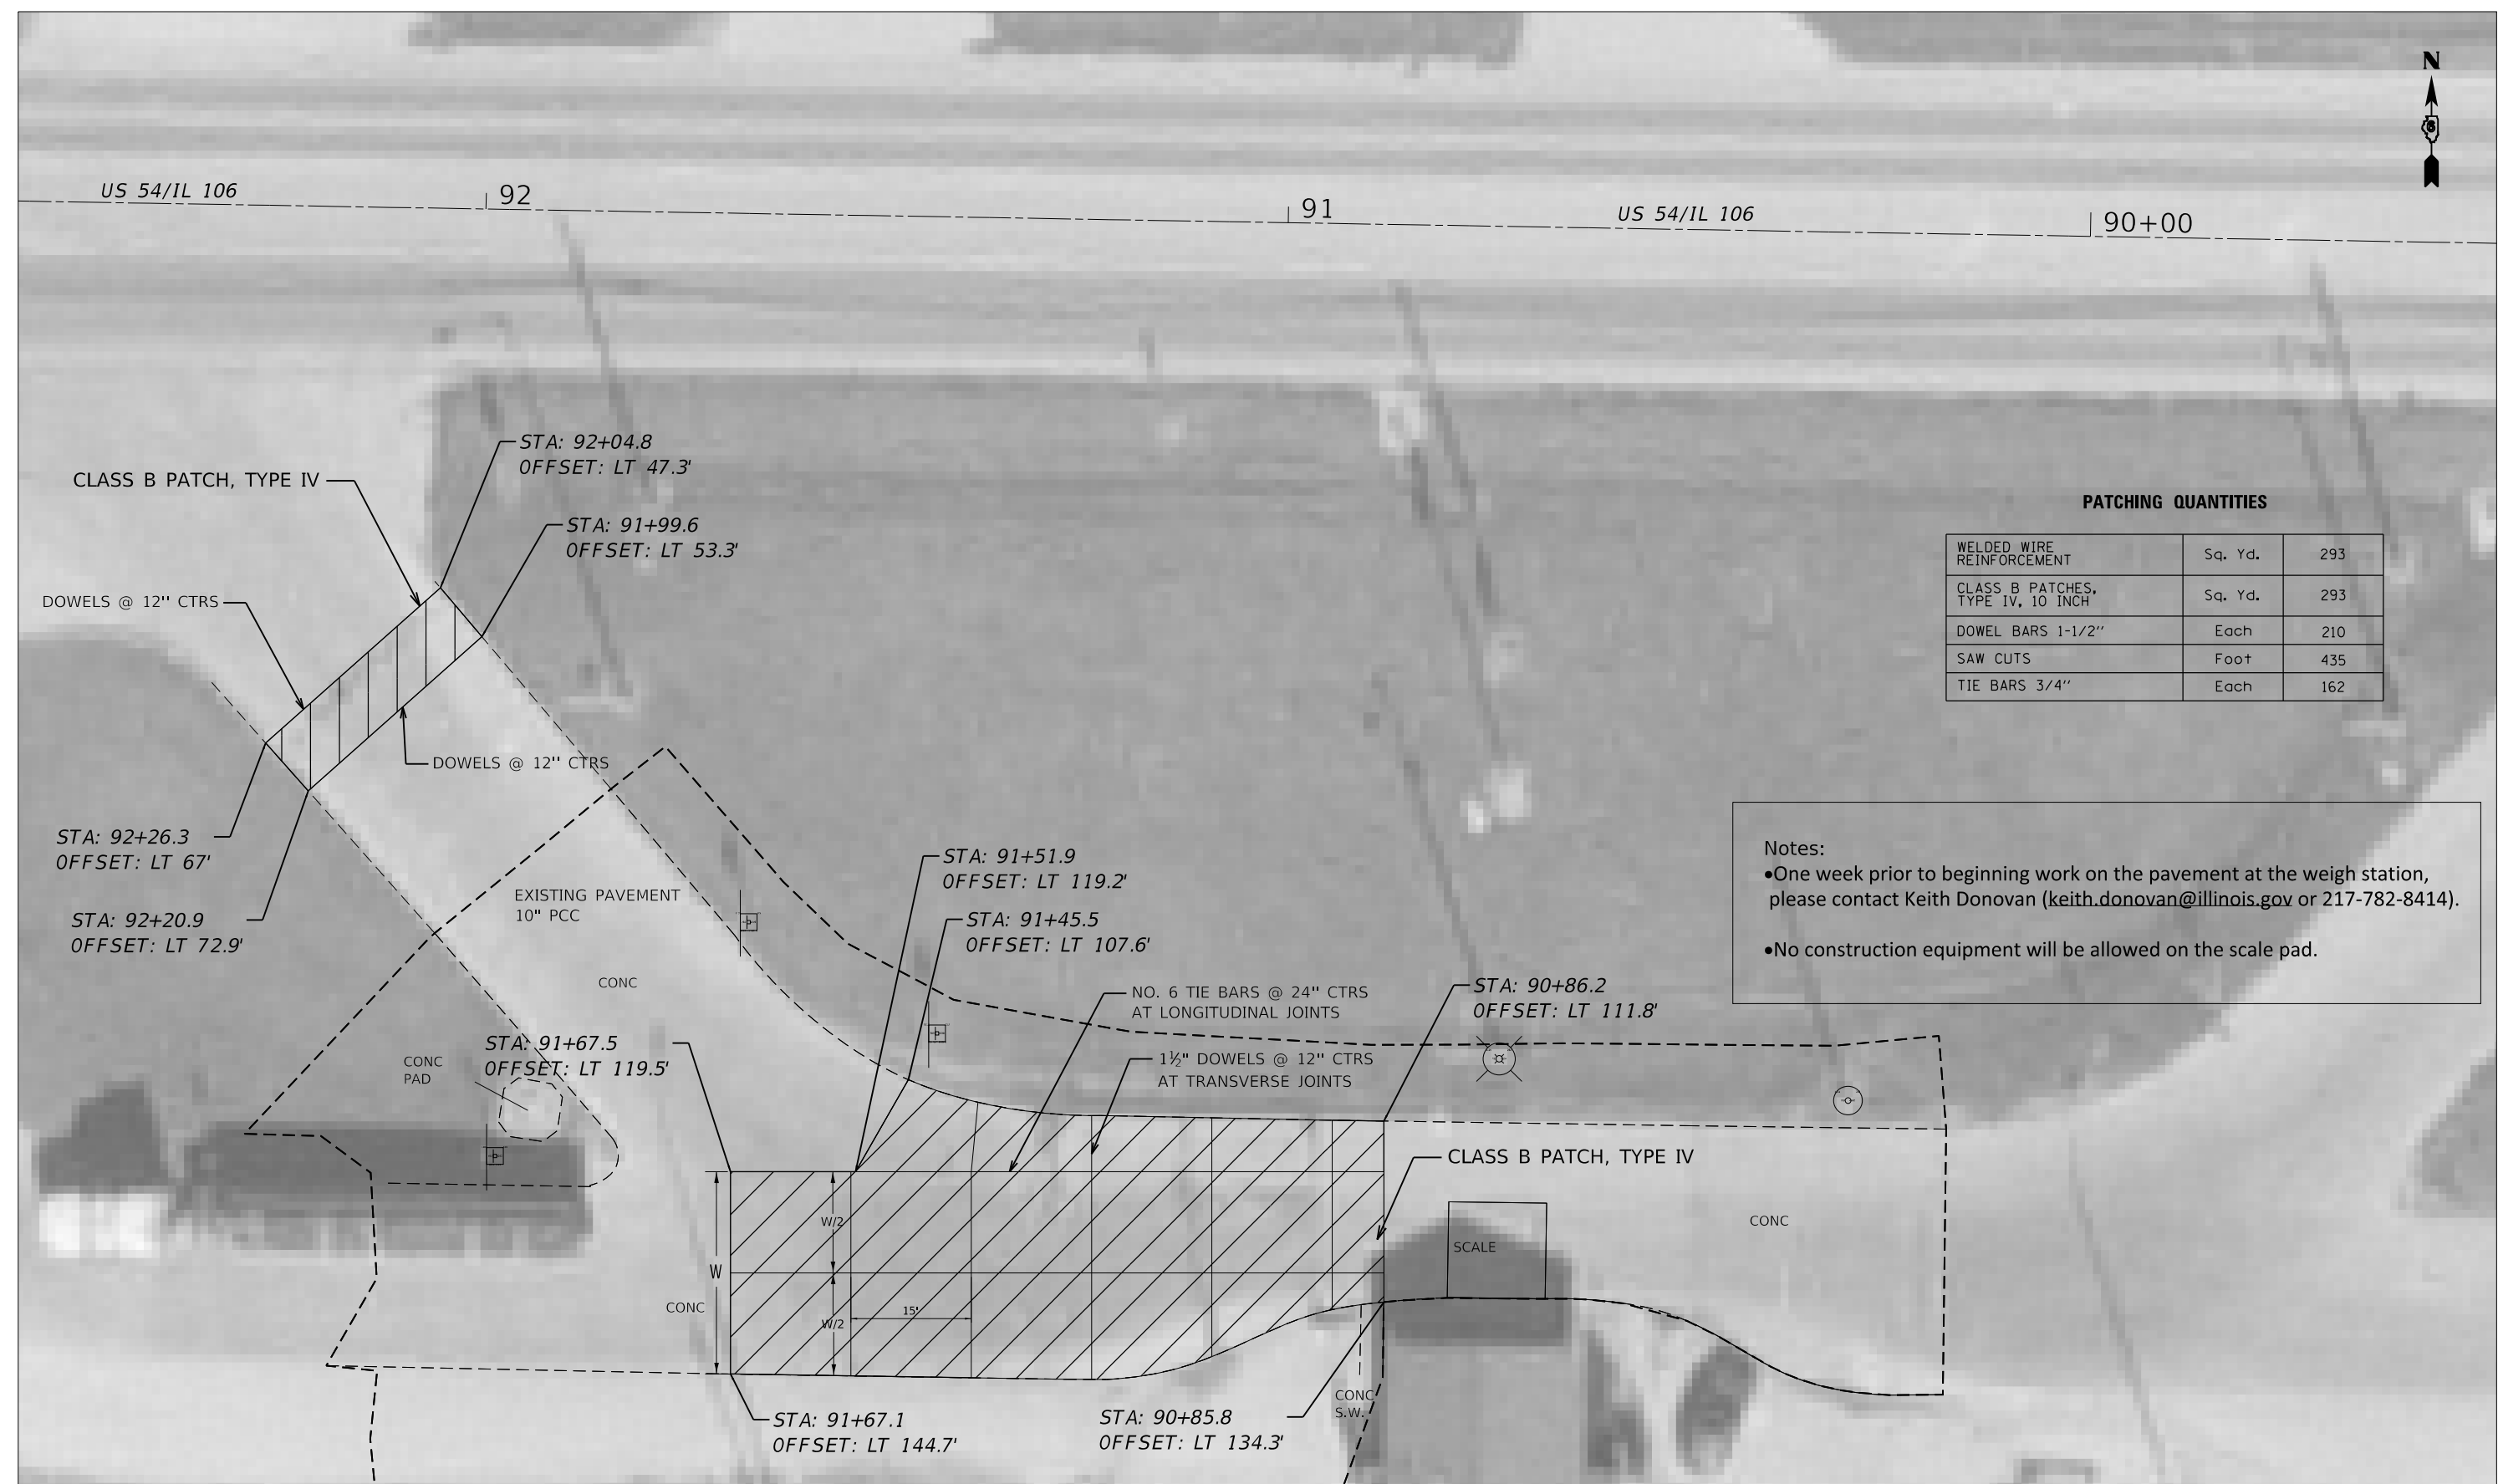 N
6
US 54/IL 106
92
91
US 54/IL 106
90+00
STA: 92+04.8
OFFSET: LT 47.3'
CLASS B PATCH, TYPE IV
STA: 91+99.6
OFFSET: LT 53.3'
DOWELS @ 12" CTRS
DOWELS @ 12" CTRS
PATCHING QUANTITIES
WELDED WIRE
REINFORCEMENT
Sq. Yd.
293
CLASS B PATCHES,
TYPE IV, 10 INCH
Sq. Yd.
293
DOWEL BARS 1-1/2"
Each
210
SAW CUTS
Foot
435
TIE BARS 3/4"
Each
162
STA: 92+26.3
OFFSET: LT 67'
STA: 92+20.9
OFFSET: LT 72.9'
Notes:
•One week prior to beginning work on the pavement at the weigh station,
please contact Keith Donovan (keith.donovan@illinois.gov or 217-782-8414).
•No construction equipment will be allowed on the scale pad.
EXISTING PAVEMENT
10" PCC
STA: 91+51.9
OFFSET: LT 119.2'
STA: 91+45.5
OFFSET: LT 107.6'
CONC
NO. 6 TIE BARS @ 24" CTRS
AT LONGITUDINAL JOINTS
STA: 90+86.2
OFFSET: LT 111.8'
STA: 91+67.5
OFFSET: LT 119.5'
CONC
PAD
1½" DOWELS @ 12" CTRS
AT TRANSVERSE JOINTS
CLASS B PATCH, TYPE IV
W/2
W
SCALE
CONC
CONC
15'
W/2
CONC
S.W.
STA: 91+67.1
OFFSET: LT 144.7'
STA: 90+85.8
OFFSET: LT 134.3'